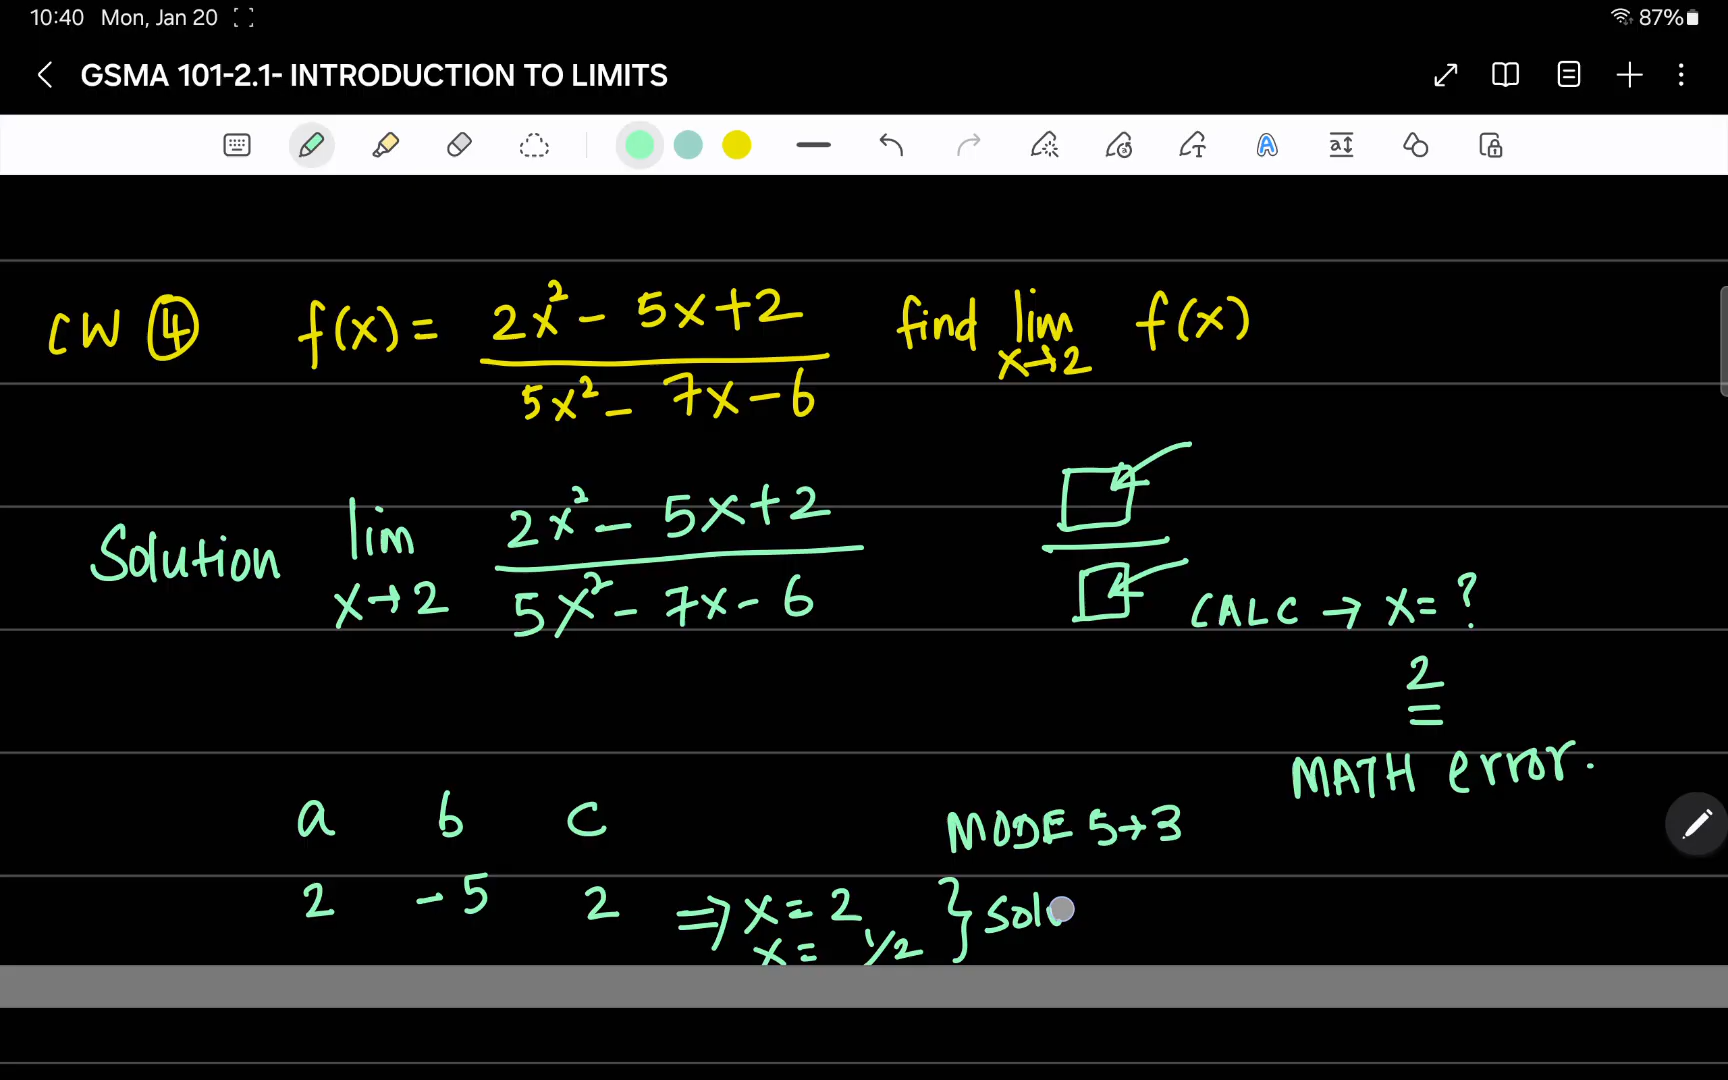 10:40 Mon, Jan 20 87%
GSMA 101-2.1- INTRODUCTION TO LIMITS
CW ④ f(x) = (2x² - 5x + 2)/(5x² - 7x - 6) find lim x→2 f(x)
Solution lim x→2 (2x² - 5x + 2)/(5x² - 7x - 6)
CALC → x = ?
2
=
MATH error.
a b c MODE 5→3
2 -5 2 ⇒ x = 2 } Solu
x = 1/2